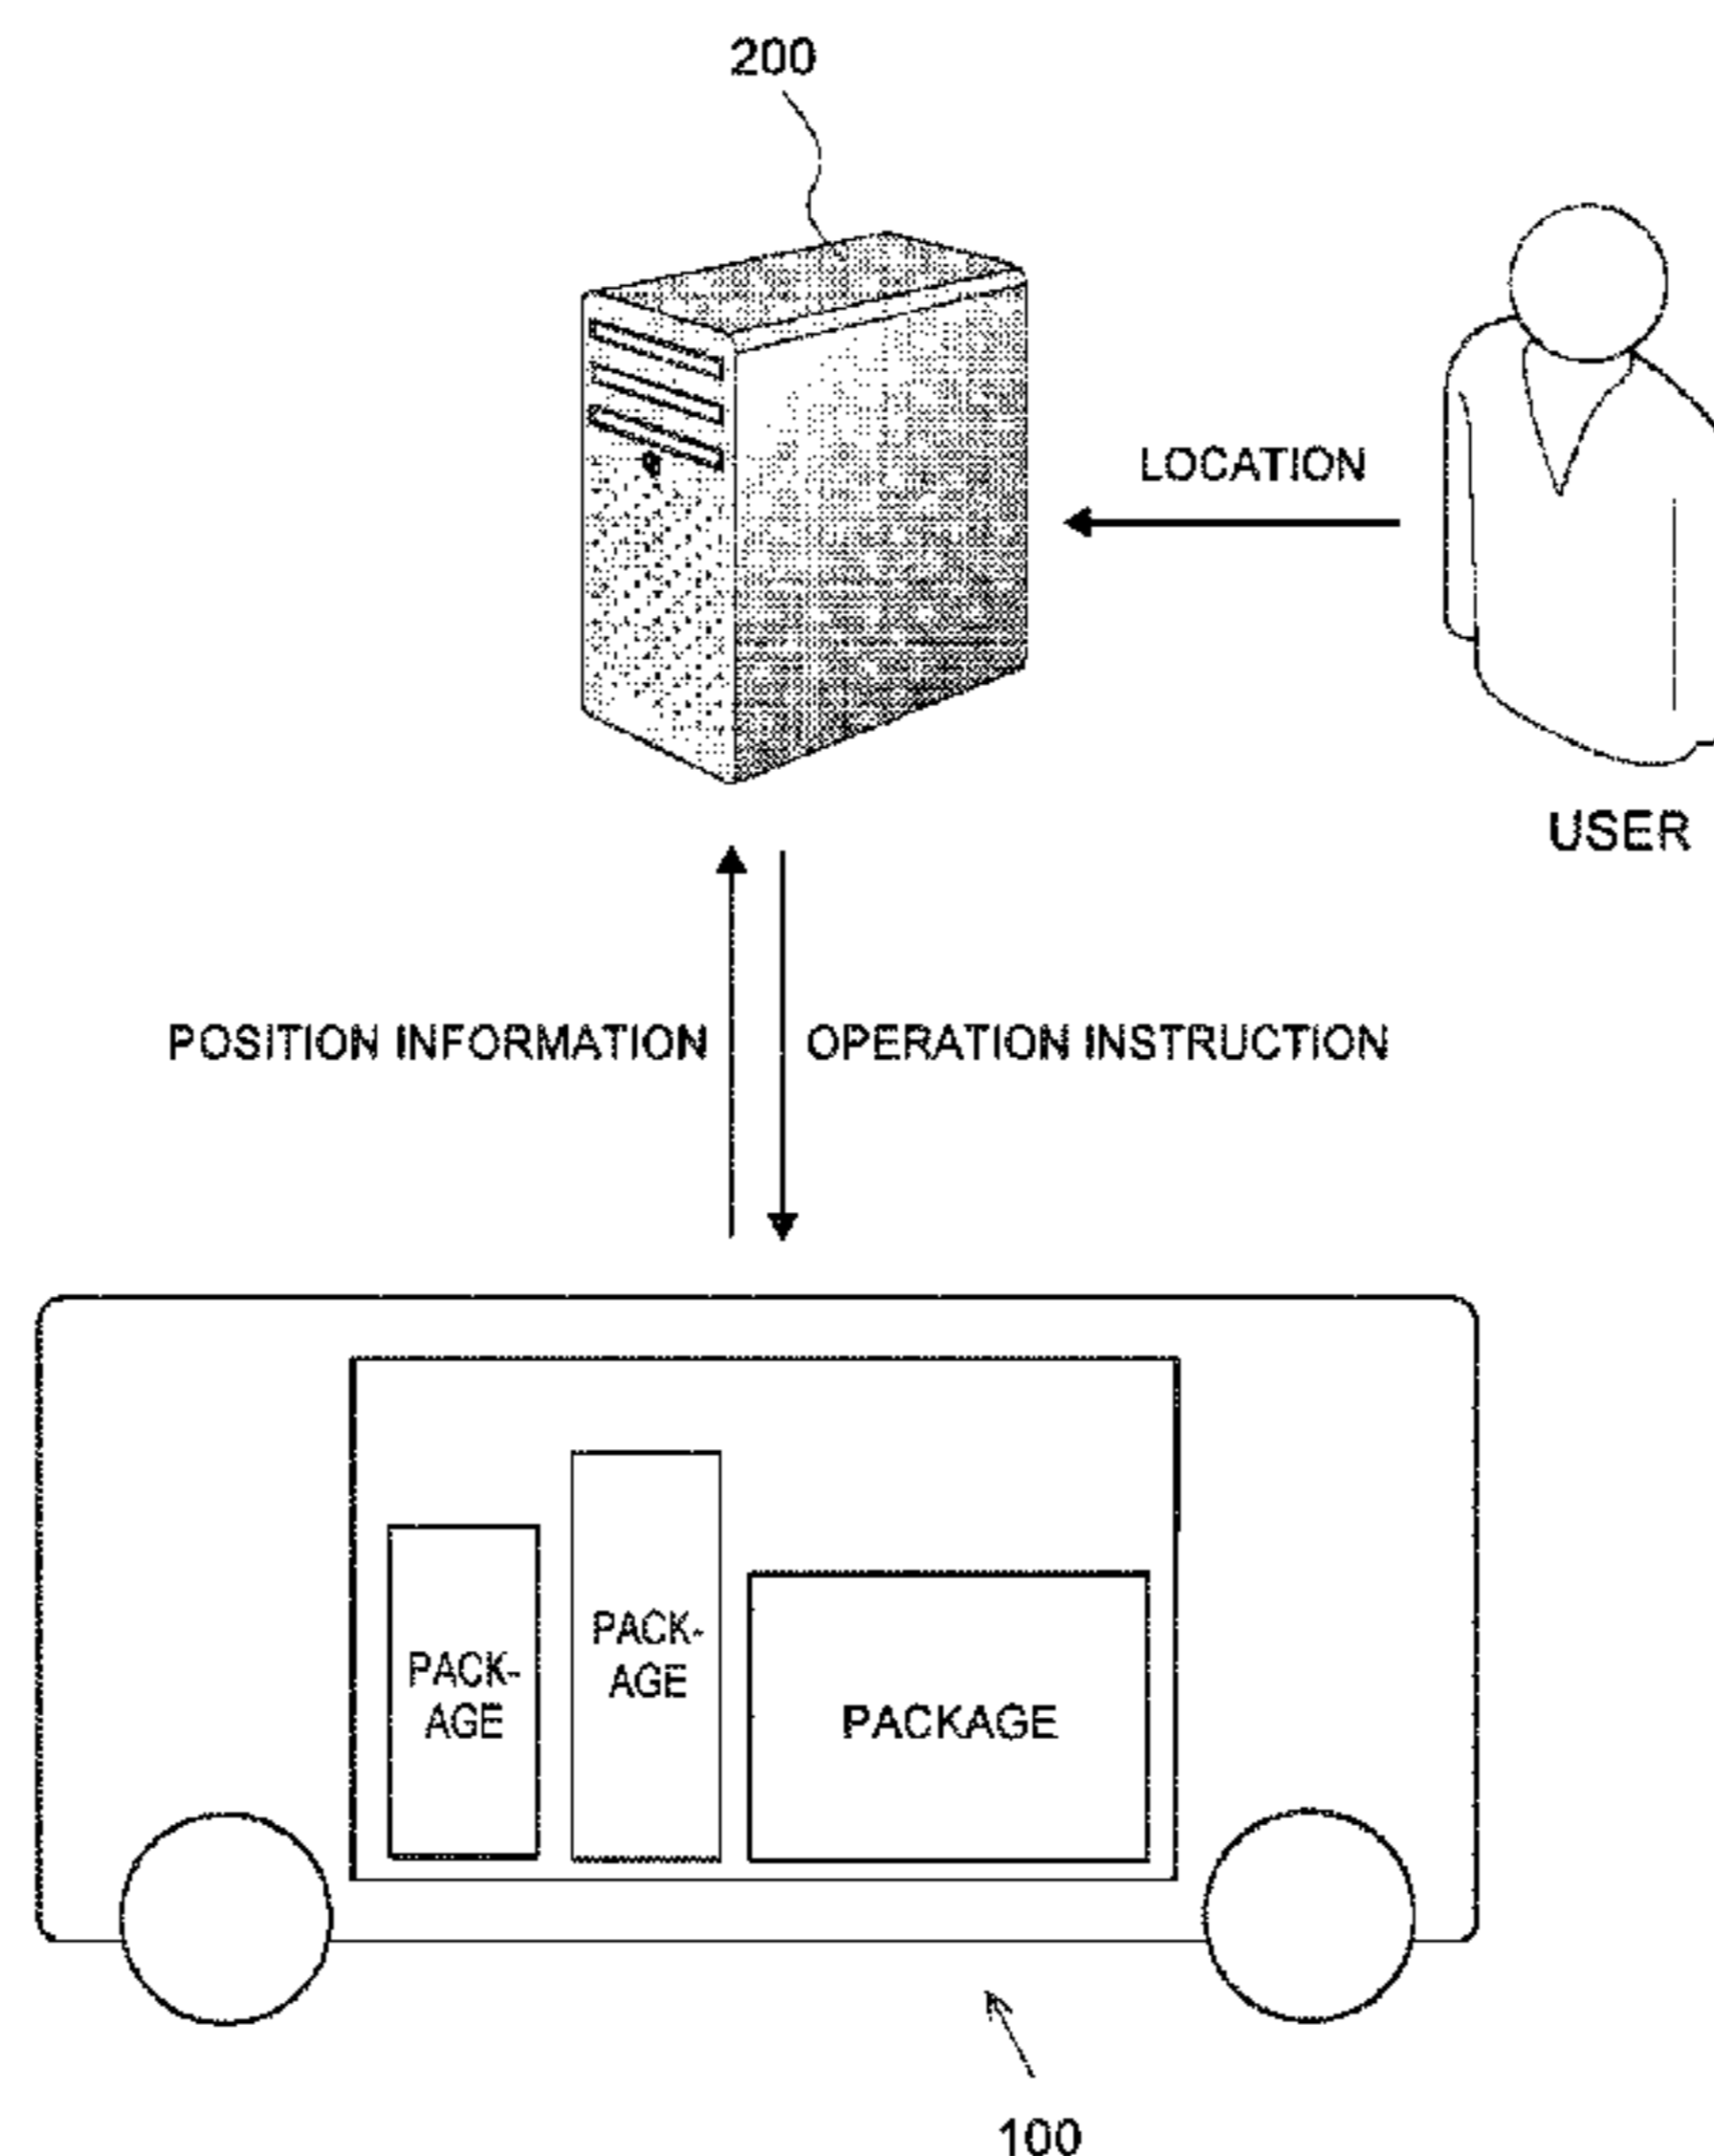 200
LOCATION
USER
POSITION INFORMATION
OPERATION INSTRUCTION
PACK-
AGE
PACK-
AGE
PACKAGE
100